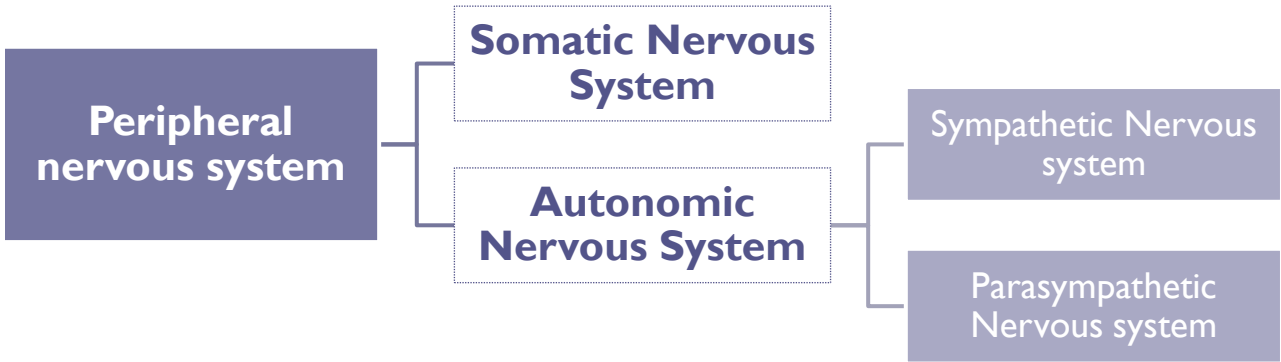 Peripheral
nervous system
Somatic Nervous
System
Autonomic
Nervous System
Sympathetic Nervous
system
Parasympathetic
Nervous system